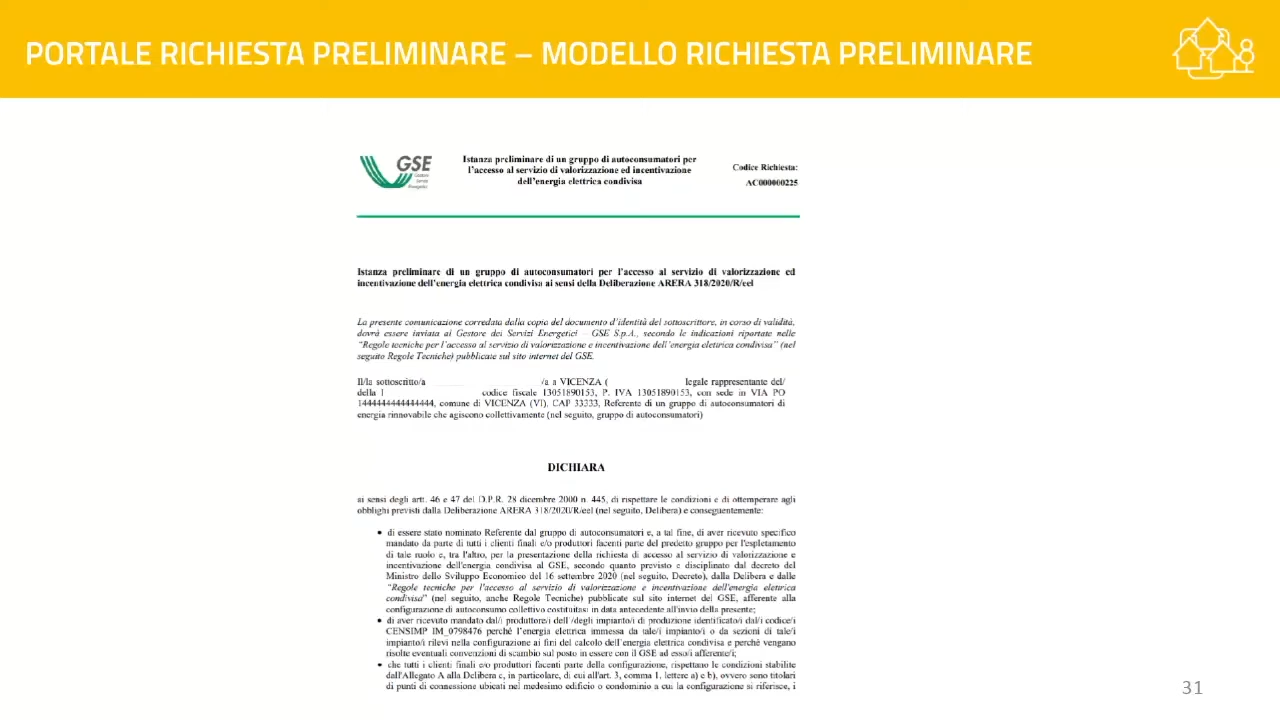 PORTALE RICHIESTA PRELIMINARE – MODELLO RICHIESTA PRELIMINARE
GSE
Gestore
Servizi
Energetici
Istanza preliminare di un gruppo di autoconsumatori per
l'accesso al servizio di valorizzazione ed incentivazione
dell'energia elettrica condivisa
Codice Richiesta:
AC000000225
Istanza preliminare di un gruppo di autoconsumatori per l'accesso al servizio di valorizzazione ed
incentivazione dell'energia elettrica condivisa ai sensi della Deliberazione ARERA 318/2020/R/eel
La presente comunicazione corredata dalla copia del documento d'identità del sottoscrittore, in corso di validità,
dovrà essere inviata al Gestore dei Servizi Energetici – GSE S.p.A., secondo le indicazioni riportate nelle
"Regole tecniche per l'accesso al servizio di valorizzazione e incentivazione dell'energia elettrica condivisa" (nel
seguito Regole Tecniche) pubblicate sul sito internet del GSE.
Il/la sottoscritto/a /a a VICENZA ( legale rappresentante del/
della codice fiscale 13051890153, P. IVA 13051890153, con sede in VIA PO
1444444444444444, comune di VICENZA (VI), CAP 33333, Referente di un gruppo di autoconsumatori di
energia rinnovabile che agiscono collettivamente (nel seguito, gruppo di autoconsumatori)
DICHIARA
ai sensi degli artt. 46 e 47 del D.P.R. 28 dicembre 2000 n. 445, di rispettare le condizioni e di ottemperare agli
obblighi previsti dalla Deliberazione ARERA 318/2020/R/eel (nel seguito, Delibera) e conseguentemente:
• di essere stato nominato Referente dal gruppo di autoconsumatori e, a tal fine, di aver ricevuto specifico
mandato da parte di tutti i clienti finali e/o produttori facenti parte del predetto gruppo per l'espletamento
di tale ruolo e, tra l'altro, per la presentazione della richiesta di accesso al servizio di valorizzazione e
incentivazione dell'energia condivisa al GSE, secondo quanto previsto e disciplinato dal decreto del
Ministro dello Sviluppo Economico del 16 settembre 2020 (nel seguito, Decreto), dalla Delibera e dalle
"Regole tecniche per l'accesso al servizio di valorizzazione e incentivazione dell'energia elettrica
condivisa" (nel seguito, anche Regole Tecniche) pubblicate sul sito internet del GSE, afferente alla
configurazione di autoconsumo collettivo costituitasi in data antecedente all'invio della presente;
• di aver ricevuto mandato dal/i produttore/i dell'/degli impianto/i di produzione identificato/i dal/i codice/i
CENSIMP IM_0798476 perché l'energia elettrica immessa da tale/i impianto/i o da sezioni di tale/i
impianto/i rilevi nella configurazione ai fini del calcolo dell'energia elettrica condivisa e perché vengano
risolte eventuali convenzioni di scambio sul posto in essere con il GSE ad esso/i afferente/i;
• che tutti i clienti finali e/o produttori facenti parte della configurazione, rispettano le condizioni stabilite
dall'Allegato A alla Delibera e, in particolare, di cui all'art. 3, comma 1, lettere a) e b), ovvero sono titolari
di punti di connessione ubicati nel medesimo edificio o condominio a cui la configurazione si riferisce, i
31